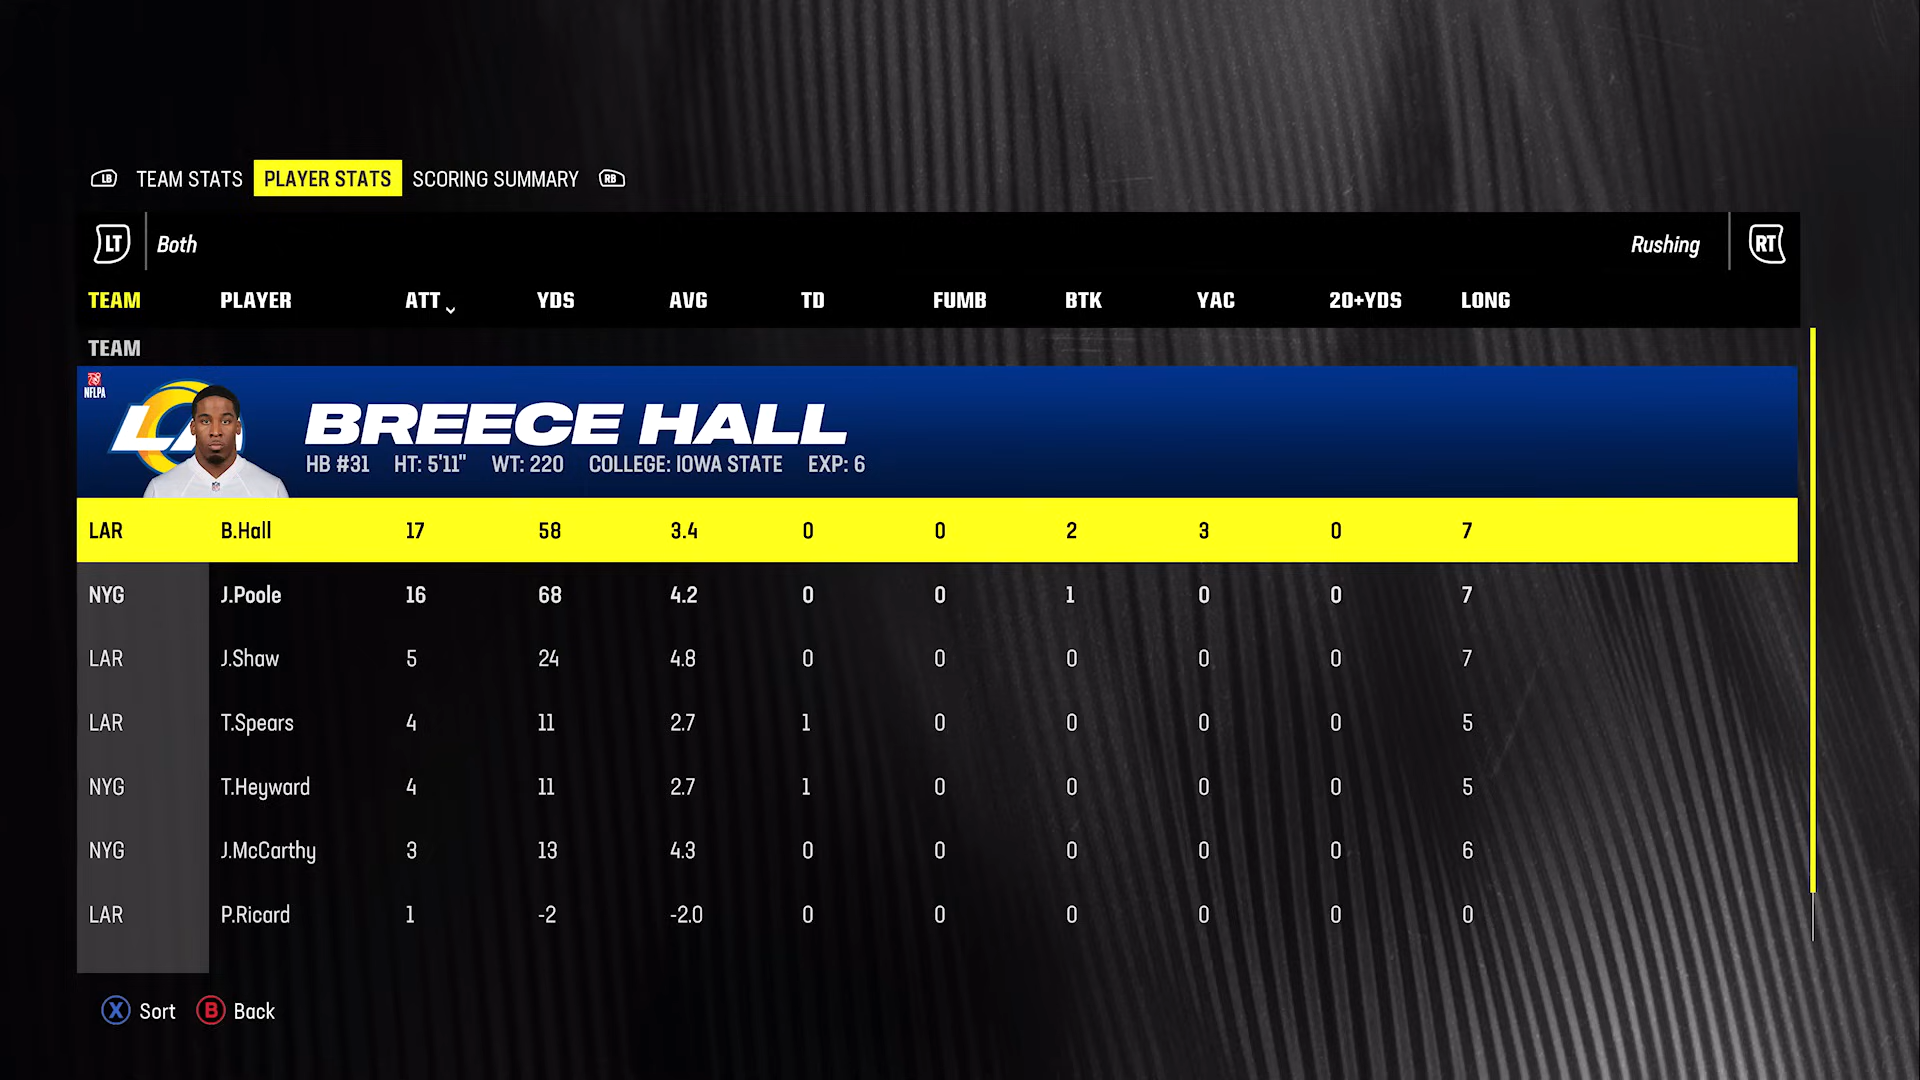 LB TEAM STATS PLAYER STATS SCORING SUMMARY RB
LT Both Rushing RT
TEAM PLAYER ATT YDS AVG TD FUMB BTK YAC 20+YDS LONG
TEAM
NFLPA
LA
BREECE HALL
HB #31 HT: 5'11" WT: 220 COLLEGE: IOWA STATE EXP: 6
LAR B.Hall 17 58 3.4 0 0 2 3 0 7
NYG J.Poole 16 68 4.2 0 0 1 0 0 7
LAR J.Shaw 5 24 4.8 0 0 0 0 0 7
LAR T.Spears 4 11 2.7 1 0 0 0 0 5
NYG T.Heyward 4 11 2.7 1 0 0 0 0 5
NYG J.McCarthy 3 13 4.3 0 0 0 0 0 6
LAR P.Ricard 1 -2 -2.0 0 0 0 0 0 0
X Sort B Back